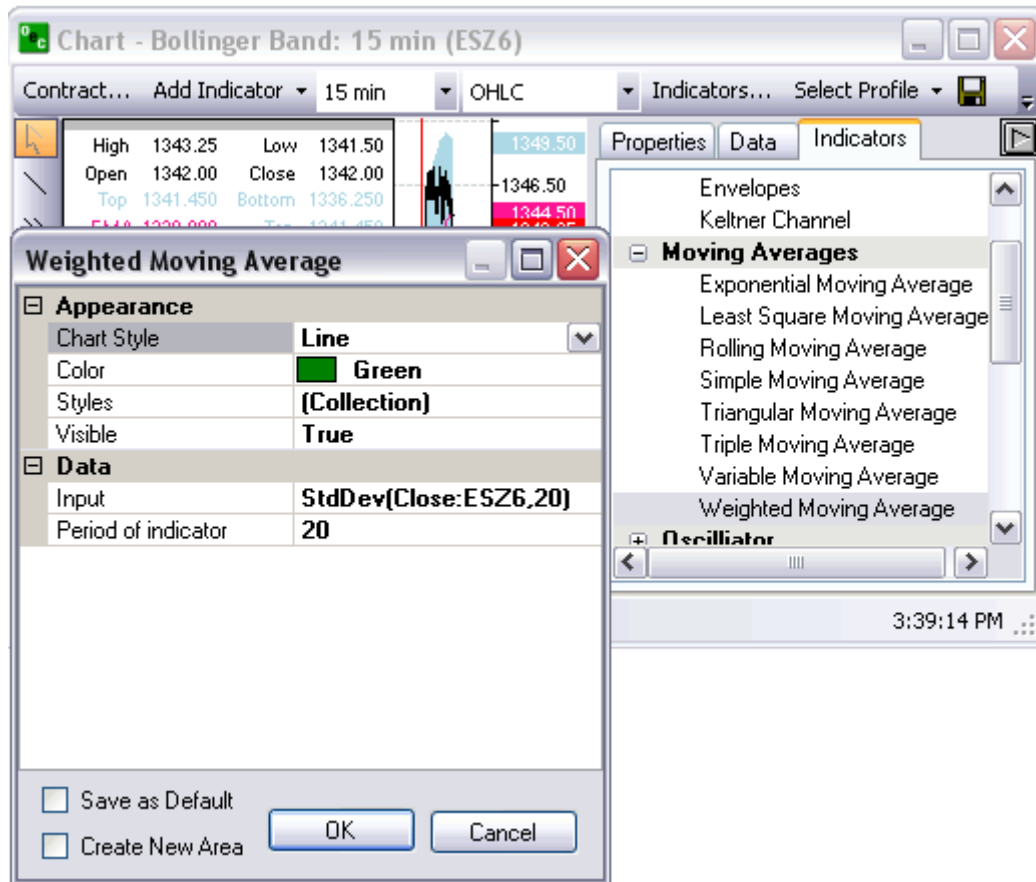 Oec Chart - Bollinger Band: 15 min (ESZ6)
Contract... Add Indicator 15 min OHLC Indicators... Select Profile
High 1343.25 Low 1341.50
Open 1342.00 Close 1342.00
Top 1341.450 Bottom 1336.250
1349.50
1346.50
1344.50
Properties Data Indicators
Envelopes
Keltner Channel
Moving Averages
Exponential Moving Average
Least Square Moving Average
Rolling Moving Average
Simple Moving Average
Triangular Moving Average
Triple Moving Average
Variable Moving Average
Weighted Moving Average
Oscilliator
3:39:14 PM
Weighted Moving Average
Appearance
Chart Style Line
Color Green
Styles (Collection)
Visible True
Data
Input StdDev(Close:ESZ6,20)
Period of indicator 20
Save as Default
Create New Area
OK Cancel